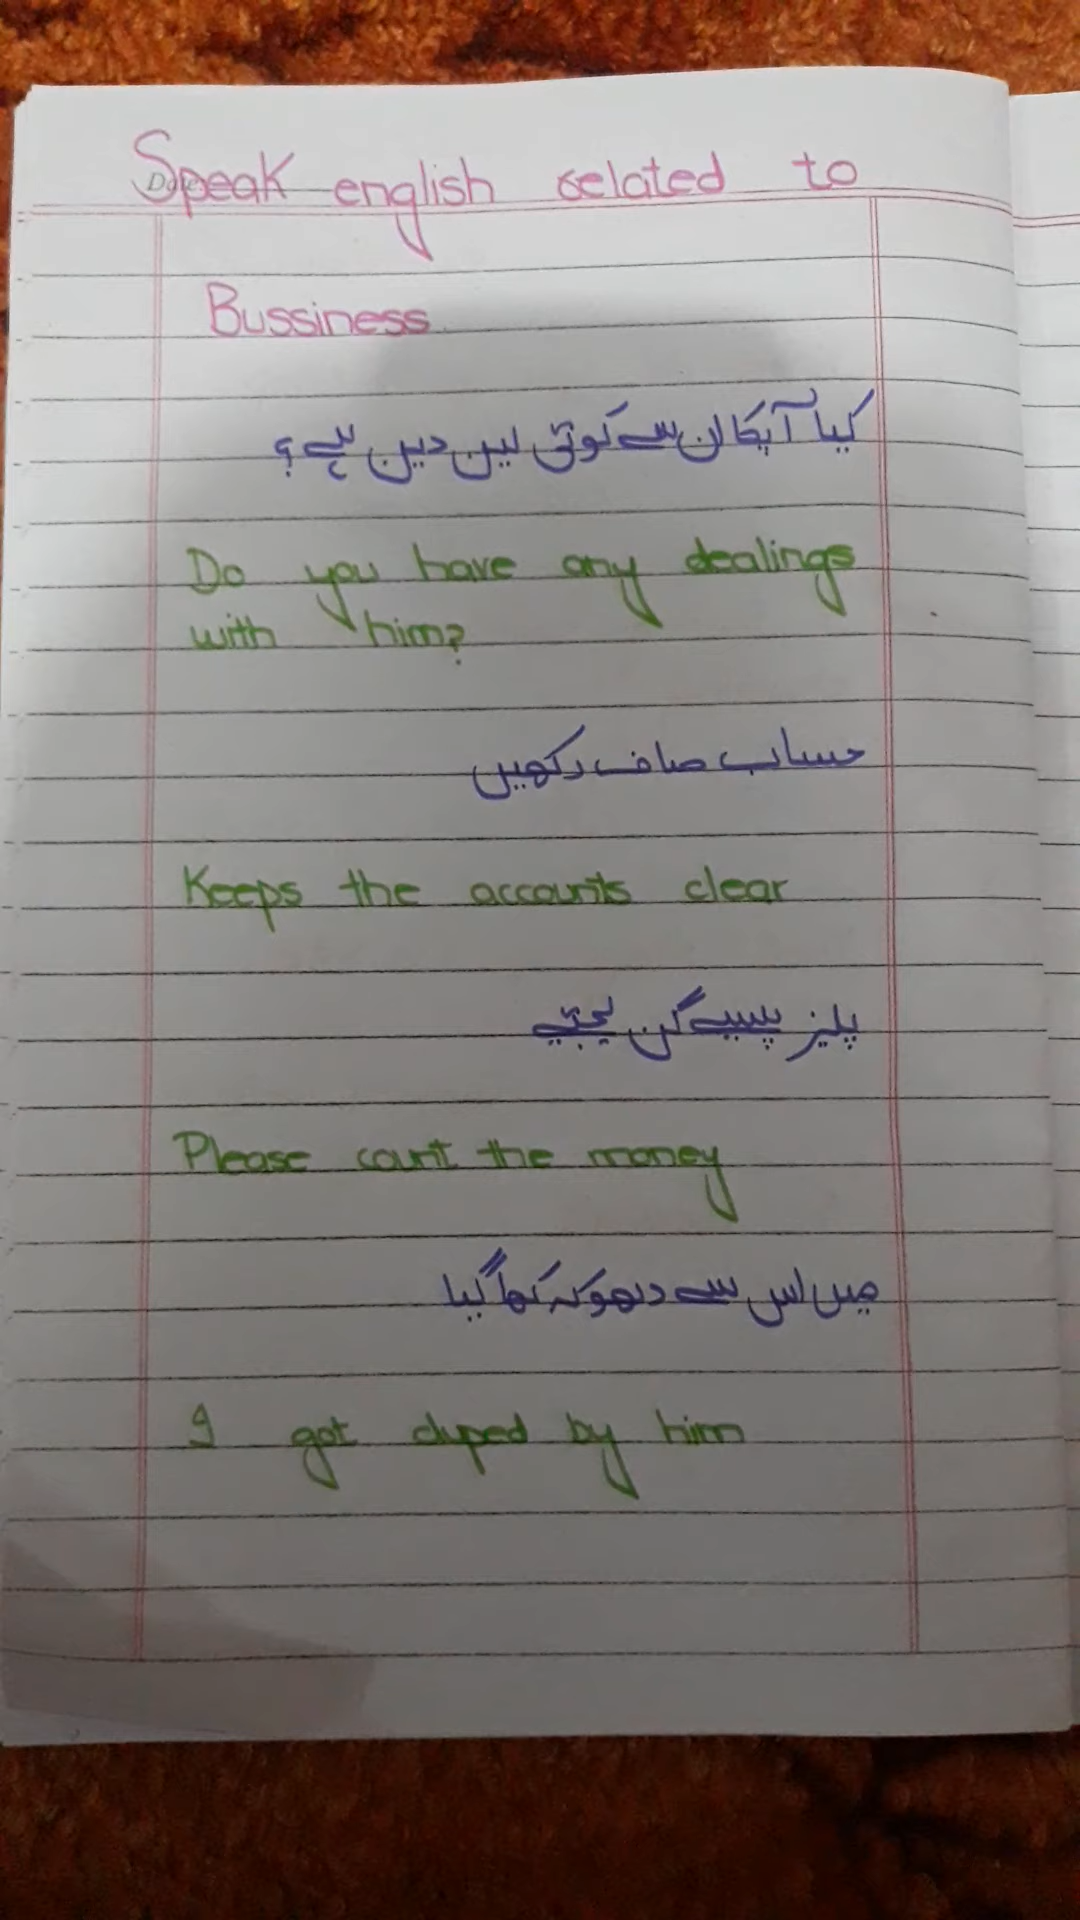 Date
Speak english related to
Bussiness
کیا آپکا ان سے کوئی لین دین ہے؟
Do you have any dealings
with him?
حساب صاف رکھیں
Keeps the accounts clear
پلیز پیسے گن لیجئیے
Please count the money
میں اس سے دھوکہ کھا گیا
I got duped by him